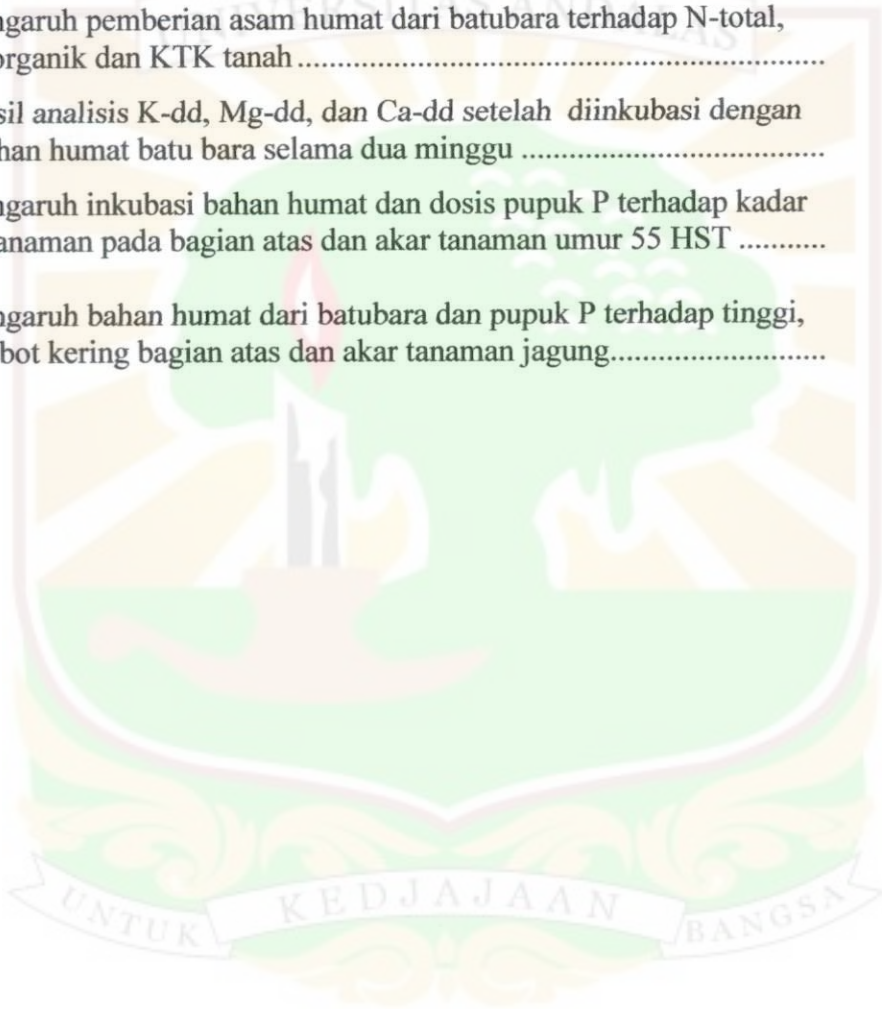 UNIVERSITAS ANDALAS
ngaruh pemberian asam humat dari batubara terhadap N-total,
organik dan KTK tanah ...........................................................................
sil analisis K-dd, Mg-dd, dan Ca-dd setelah diinkubasi dengan
han humat batu bara selama dua minggu ...........................................
ngaruh inkubasi bahan humat dan dosis pupuk P terhadap kadar
anaman pada bagian atas dan akar tanaman umur 55 HST ...........
ngaruh bahan humat dari batubara dan pupuk P terhadap tinggi,
bot kering bagian atas dan akar tanaman jagung..............................
UNTUK KEDJAJAAN BANGSA